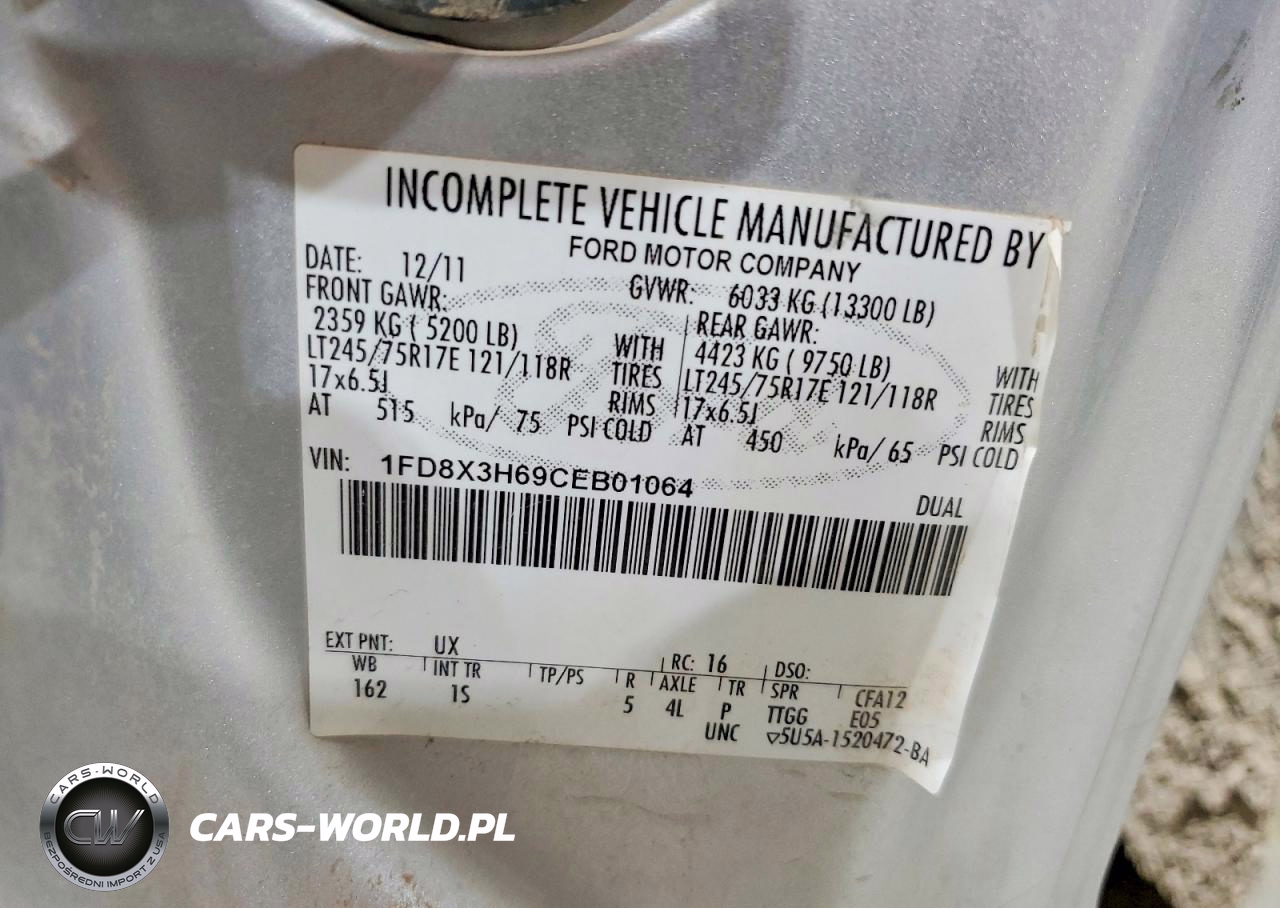 INCOMPLETE VEHICLE MANUFACTURED BY
FORD MOTOR COMPANY
DATE: 12/11
GVWR: 6033 KG (13300 LB)
FRONT GAWR:
REAR GAWR:
2359 KG ( 5200 LB) WITH
4423 KG ( 9750 LB) WITH
LT245/75R17E 121/118R TIRES
LT245/75R17E 121/118R TIRES
17x6.5J RIMS
17x6.5J RIMS
AT 515 kPa/ 75 PSI COLD
AT 450 kPa/ 65 PSI COLD
VIN: 1FD8X3H69CEB01064
DUAL
EXT PNT: UX RC: 16 DSO:
WB INT TR TP/PS R AXLE TR SPR CFA12
162 1S 5 4L P TTGG E05
UNC ▽5U5A-1520472-BA
CARS-WORLD
CW
BEZPOŚREDNI IMPORT Z USA
CARS-WORLD.PL